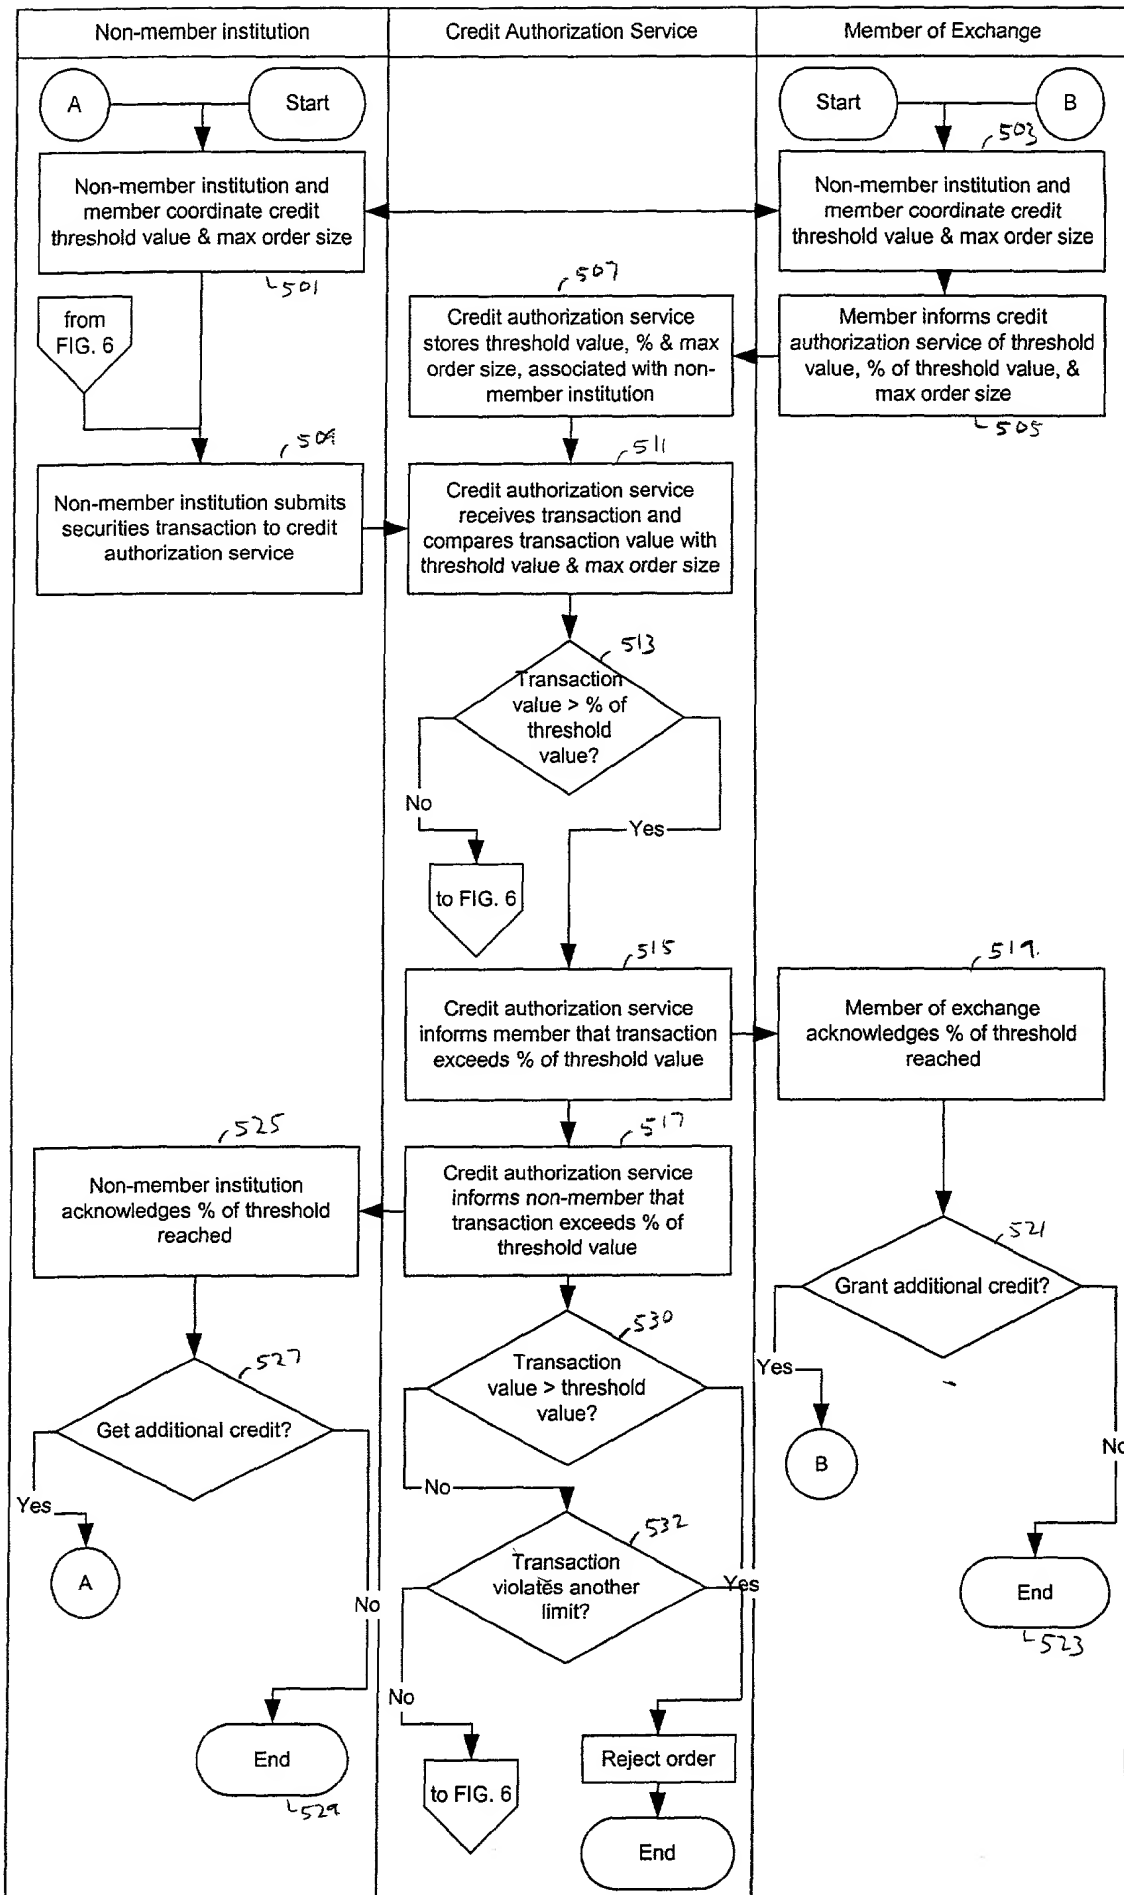 Non-member institution
Credit Authorization Service
Member of Exchange
A
Start
Start
B
503
Non-member institution and
member coordinate credit
threshold value & max order size
501
Non-member institution and
member coordinate credit
threshold value & max order size
from
FIG. 6
507
Credit authorization service
stores threshold value, % & max
order size, associated with non-
member institution
Member informs credit
authorization service of threshold
value, % of threshold value, &
max order size
505
509
Non-member institution submits
securities transaction to credit
authorization service
511
Credit authorization service
receives transaction and
compares transaction value with
threshold value & max order size
513
Transaction
value > % of
threshold
value?
No
Yes
to FIG. 6
515
Credit authorization service
informs member that transaction
exceeds % of threshold value
519
Member of exchange
acknowledges % of threshold
reached
525
Non-member institution
acknowledges % of threshold
reached
517
Credit authorization service
informs non-member that
transaction exceeds % of
threshold value
521
Grant additional credit?
Yes
No
B
End
523
527
Get additional credit?
Yes
No
A
End
529
530
Transaction
value > threshold
value?
No
Yes
532
Transaction
violates another
limit?
No
to FIG. 6
Reject order
End